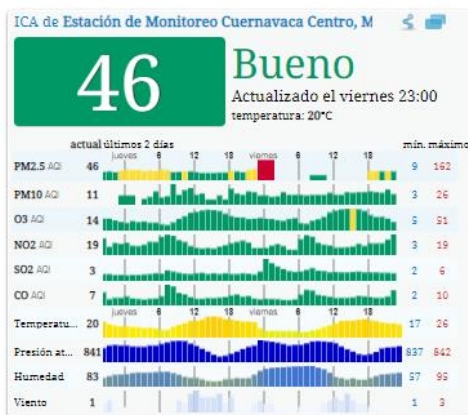 ICA de Estación de Monitoreo Cuernavaca Centro, M
46
Bueno
Actualizado el viernes 23:00
temperatura: 20°C
actual últimos 2 días mín. máximo
jueves 6 12 18 viernes 6 12 18
PM2.5 AQI 46 9 162
PM10 AQI 11 3 26
O3 AQI 14 5 51
NO2 AQI 19 3 19
SO2 AQI 3 2 6
CO AQI 7 2 10
jueves 6 12 18 viernes 6 12 18
Temperatu... 20 17 26
Presión at... 841 837 842
Humedad 83 57 95
Viento 1 1 3